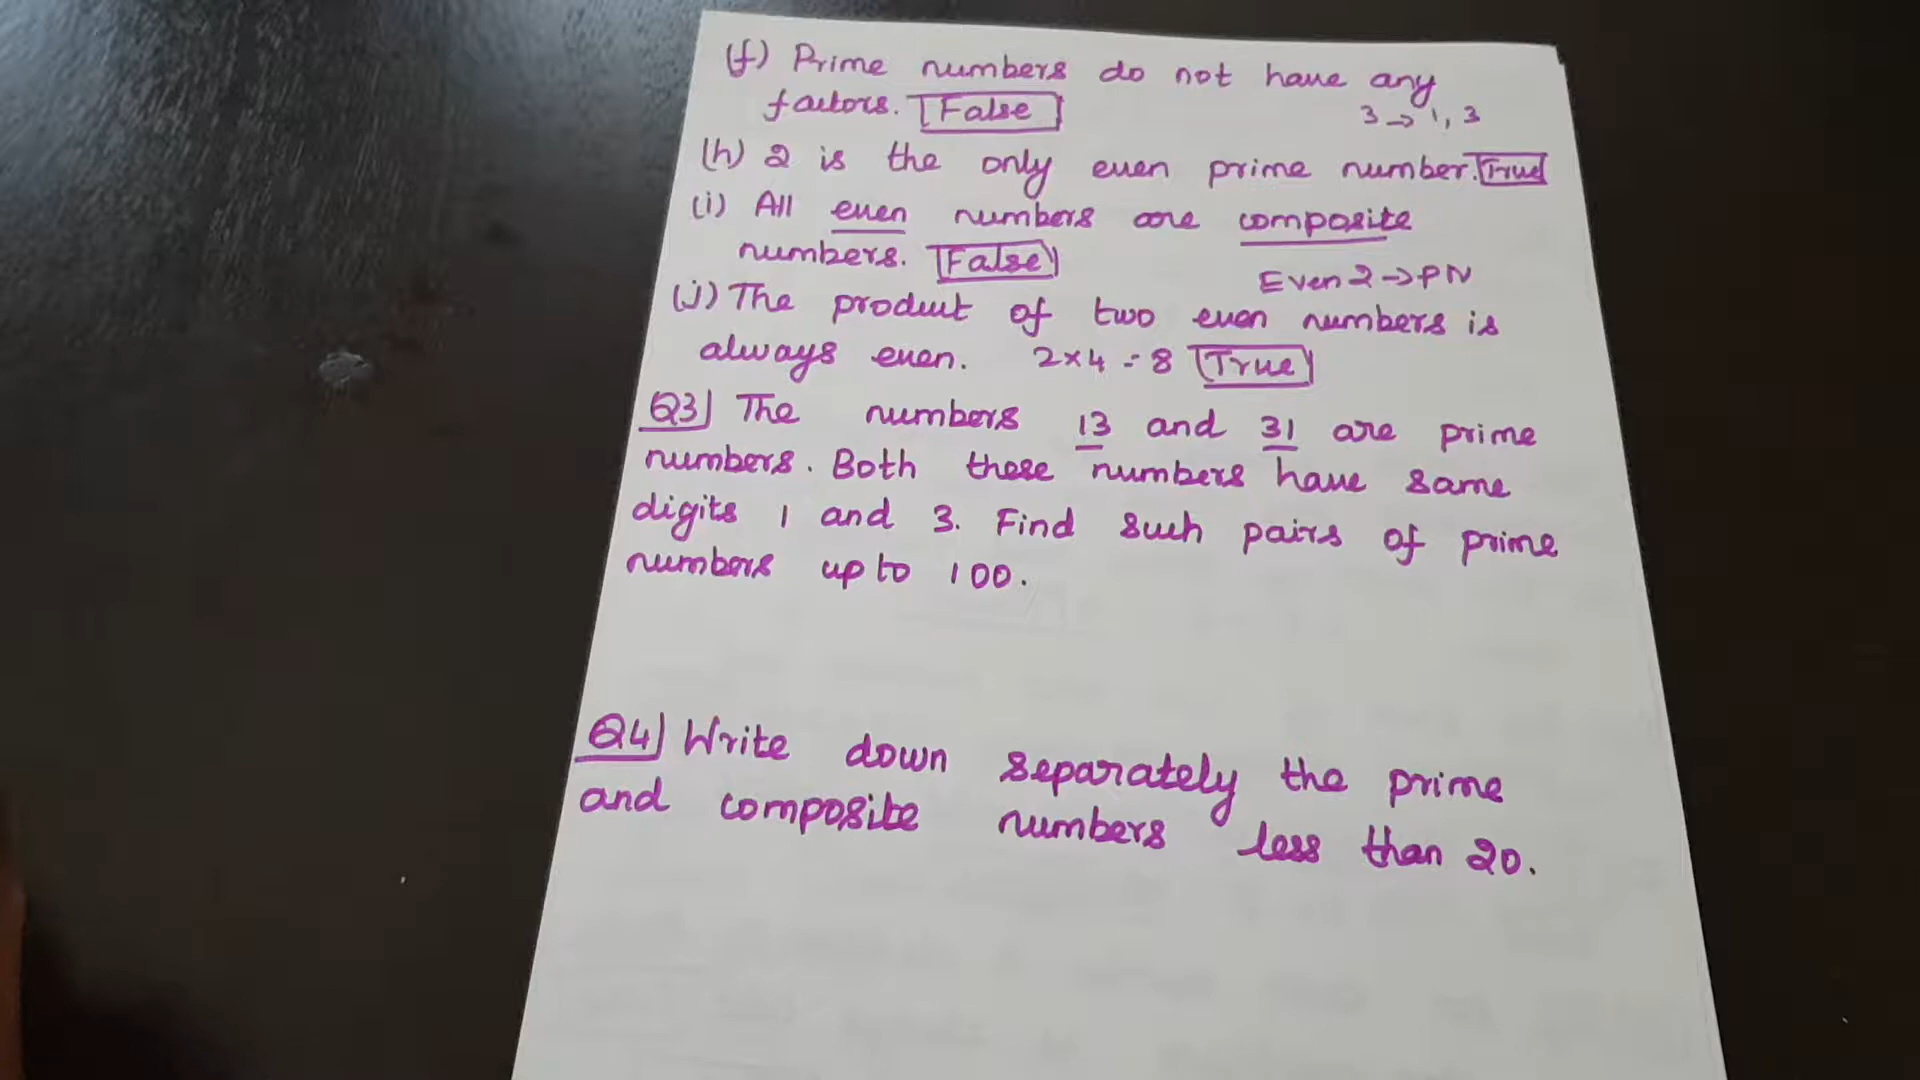 (f) Prime numbers do not have any
factors. False
3 → 1, 3
(h) 2 is the only even prime number. True
(i) All even numbers are composite
numbers. False
Even 2 → PN
(j) The product of two even numbers is
always even. 2×4 = 8 True
Q3) The numbers 13 and 31 are prime
numbers. Both these numbers have same
digits 1 and 3. Find such pairs of prime
numbers up to 100.
Q4) Write down separately the prime
and composite numbers less than 20.